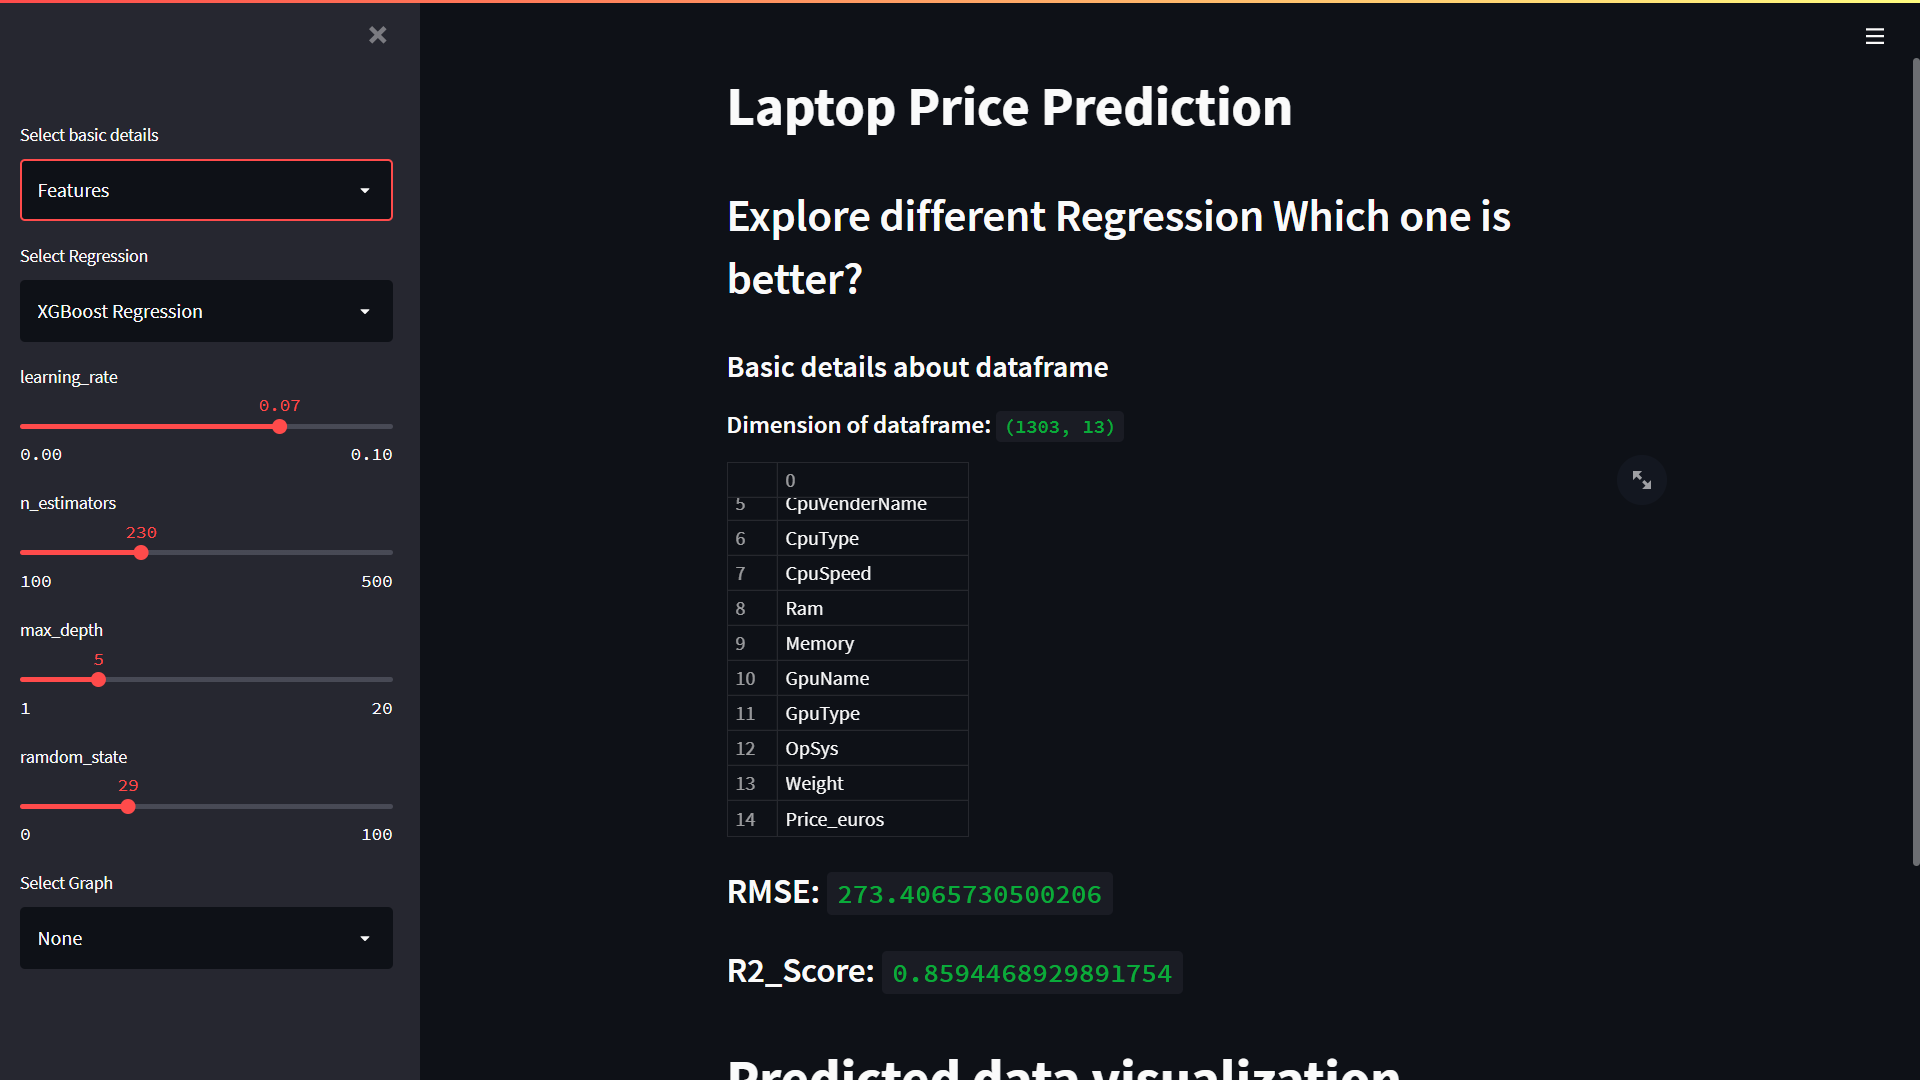 Select basic details
Features
Select Regression
XGBoost Regression
learning_rate
0.07
0.00 0.10
n_estimators
230
100 500
max_depth
5
1 20
ramdom_state
29
0 100
Select Graph
None
Laptop Price Prediction
Explore different Regression Which one is
better?
Basic details about dataframe
Dimension of dataframe: (1303, 13)
0
5 CpuVenderName
6 CpuType
7 CpuSpeed
8 Ram
9 Memory
10 GpuName
11 GpuType
12 OpSys
13 Weight
14 Price_euros
RMSE: 273.4065730500206
R2_Score: 0.8594468929891754
Predicted data visualization